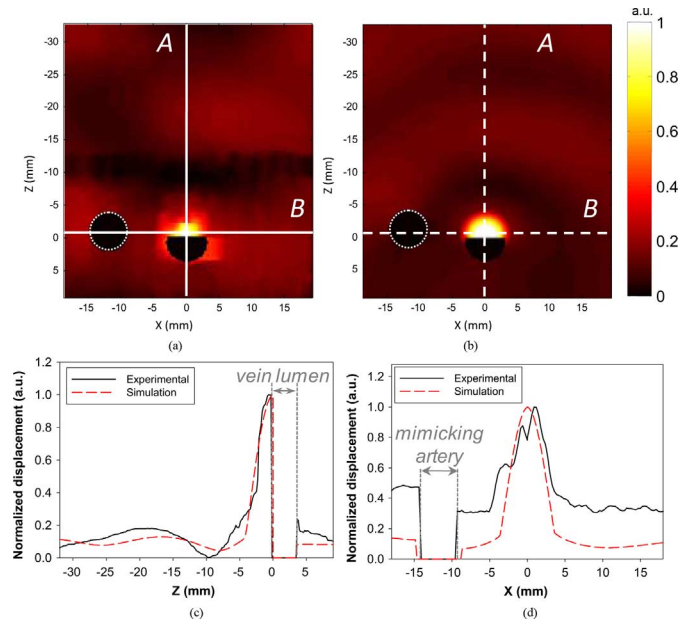 a.u.
A
B
Z (mm)
-30
-25
-20
-15
-10
-5
0
5
-15 -10 -5 0 5 10 15
X (mm)
(a)
A
B
Z (mm)
-30
-25
-20
-15
-10
-5
0
5
-15 -10 -5 0 5 10 15
X (mm)
(b)
1
0.8
0.6
0.4
0.2
0
Experimental
Simulation
vein lumen
Normalized displacement (a.u.)
1.2
1.0
0.8
0.6
0.4
0.2
0.0
-30 -25 -20 -15 -10 -5 0 5
Z (mm)
(c)
Experimental
Simulation
mimicking
artery
Normalized displacement (a.u.)
1.2
1.0
0.8
0.6
0.4
0.2
0.0
-15 -10 -5 0 5 10 15
X (mm)
(d)